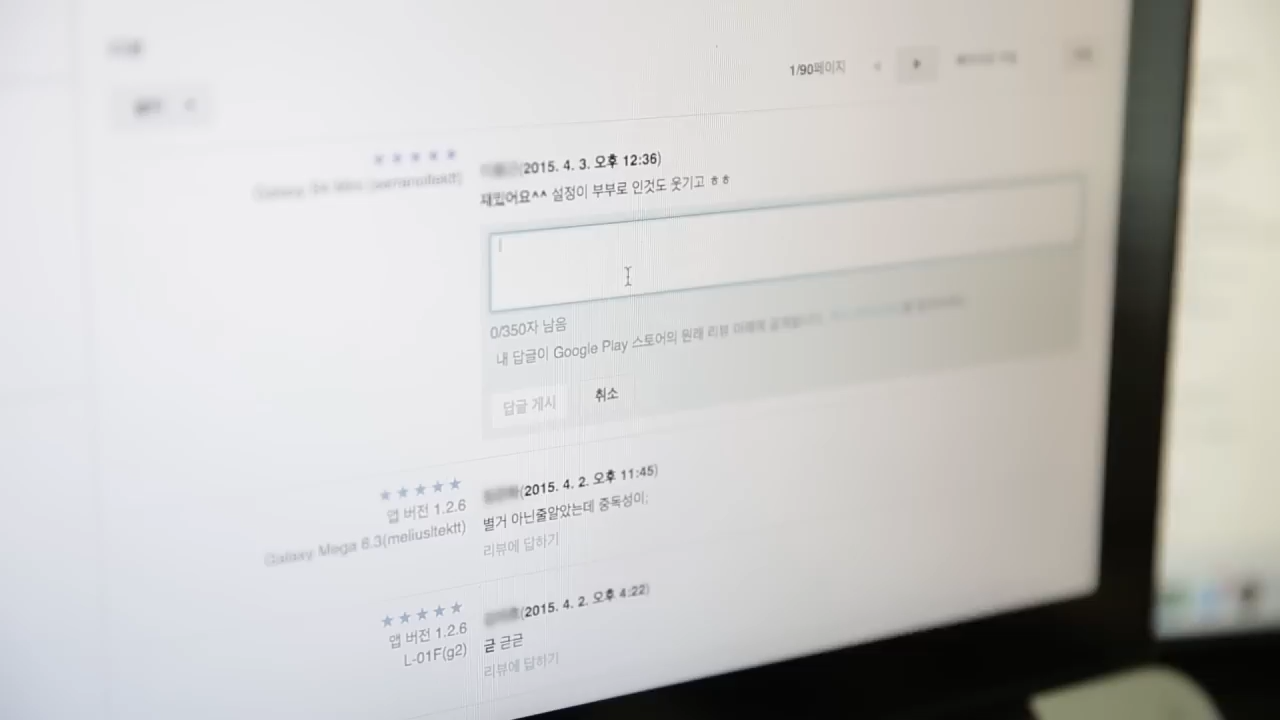 1/90페이지
(2015. 4. 3. 오후 12:36)
재밌어요^^ 설정이 부부로 인것도 웃기고 ㅎㅎ
0/350자 남음
내 답글이 Google Play 스토어의 원래 리뷰 아래에 공개됩니다.
답글 게시 취소
★★★★★ (2015. 4. 2. 오후 11:45)
앱 버전 1.2.6 별거 아닌줄알았는데 중독성이;
Galaxy Mega 6.3(meliusltektt) 리뷰에 답하기
★★★★★ (2015. 4. 2. 오후 4:22)
앱 버전 1.2.6 굳 귿귿
L-01F(g2) 리뷰에 답하기